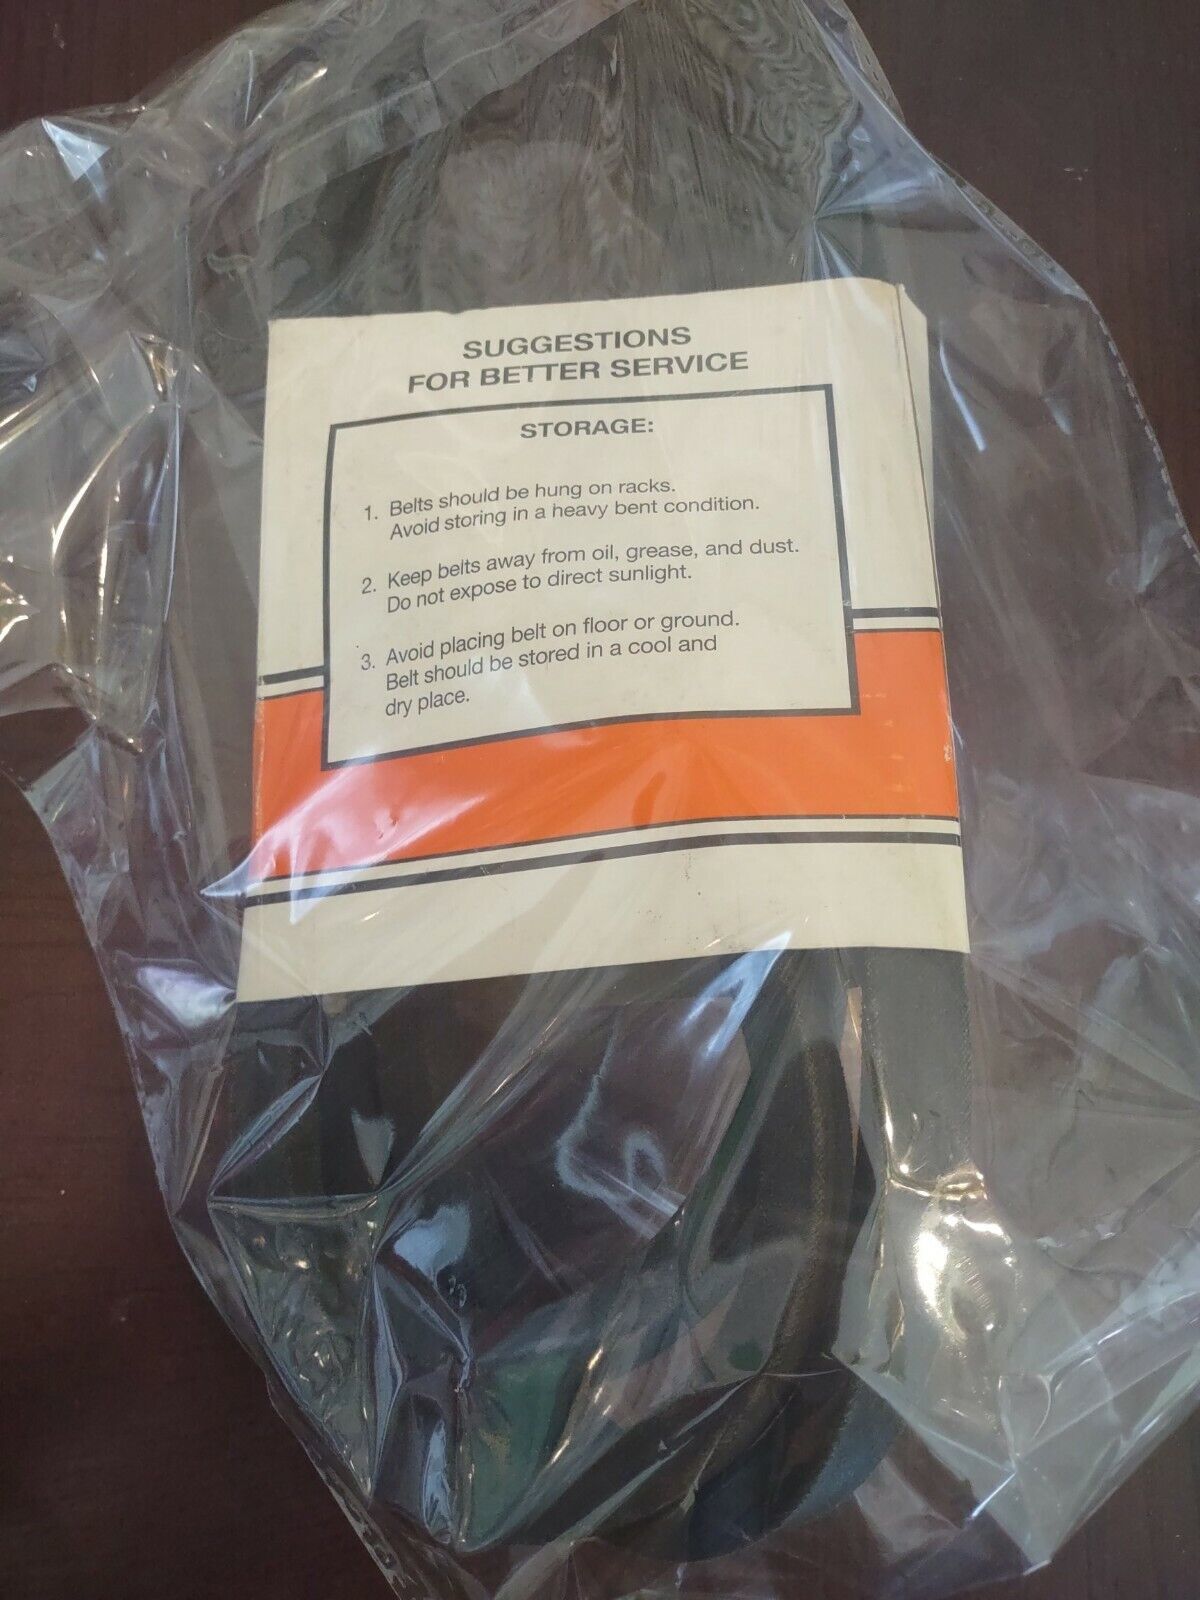 SUGGESTIONS
FOR BETTER SERVICE
STORAGE:
1. Belts should be hung on racks.
Avoid storing in a heavy bent condition.
2. Keep belts away from oil, grease, and dust.
Do not expose to direct sunlight.
3. Avoid placing belt on floor or ground.
Belt should be stored in a cool and
dry place.